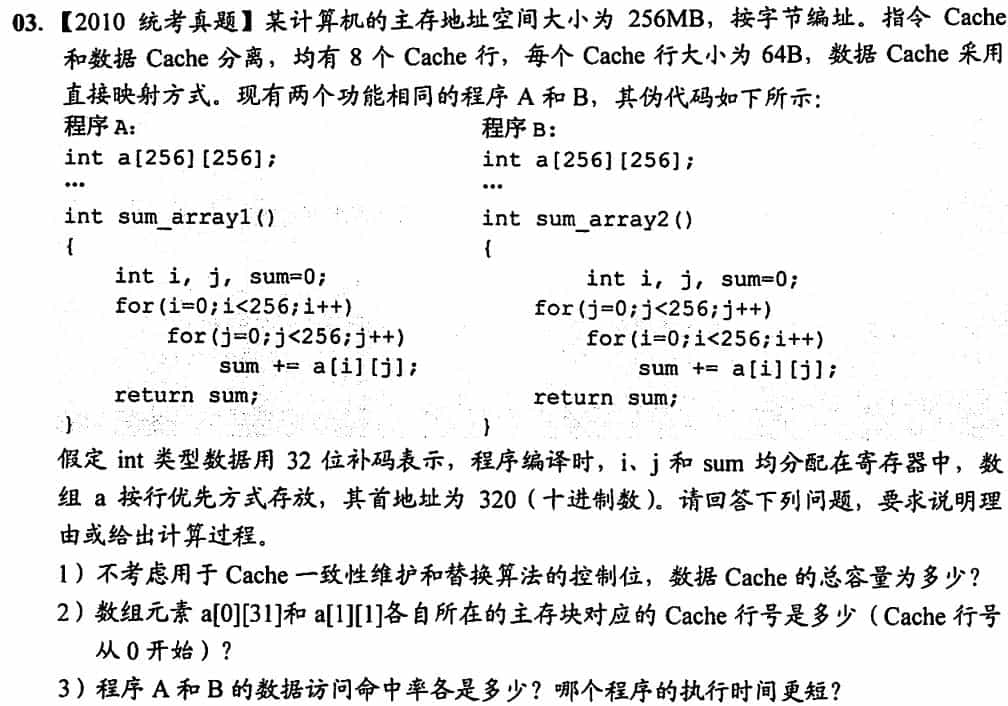 03.【2010 统考真题】某计算机的主存地址空间大小为 256MB，按字节编址。指令 Cache
和数据 Cache 分离，均有 8 个 Cache 行，每个 Cache 行大小为 64B，数据 Cache 采用
直接映射方式。现有两个功能相同的程序 A 和 B，其伪代码如下所示：
程序 A:
int a[256][256];
…
int sum_array1()
{
int i, j, sum=0;
for(i=0;i<256;i++)
for(j=0;j<256;j++)
sum += a[i][j];
return sum;
}
程序 B:
int a[256][256];
…
int sum_array2()
{
int i, j, sum=0;
for(j=0;j<256;j++)
for(i=0;i<256;i++)
sum += a[i][j];
return sum;
}
假定 int 类型数据用 32 位补码表示，程序编译时，i、j 和 sum 均分配在寄存器中，数
组 a 按行优先方式存放，其首地址为 320（十进制数）。请回答下列问题，要求说明理
由或给出计算过程。
1）不考虑用于 Cache 一致性维护和替换算法的控制位，数据 Cache 的总容量为多少？
2）数组元素 a[0][31]和 a[1][1]各自所在的主存块对应的 Cache 行号是多少（Cache 行号
从 0 开始）？
3）程序 A 和 B 的数据访问命中率各是多少？哪个程序的执行时间更短？